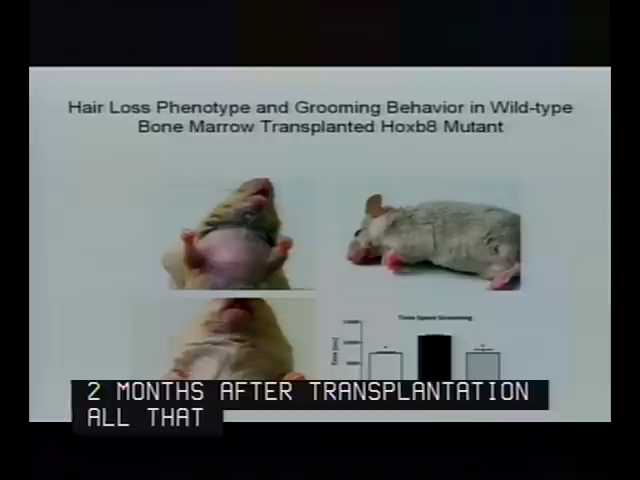 Hair Loss Phenotype and Grooming Behavior in Wild-type
Bone Marrow Transplanted Hoxb8 Mutant
Time Spent Grooming
2 MONTHS AFTER TRANSPLANTATION
ALL THAT